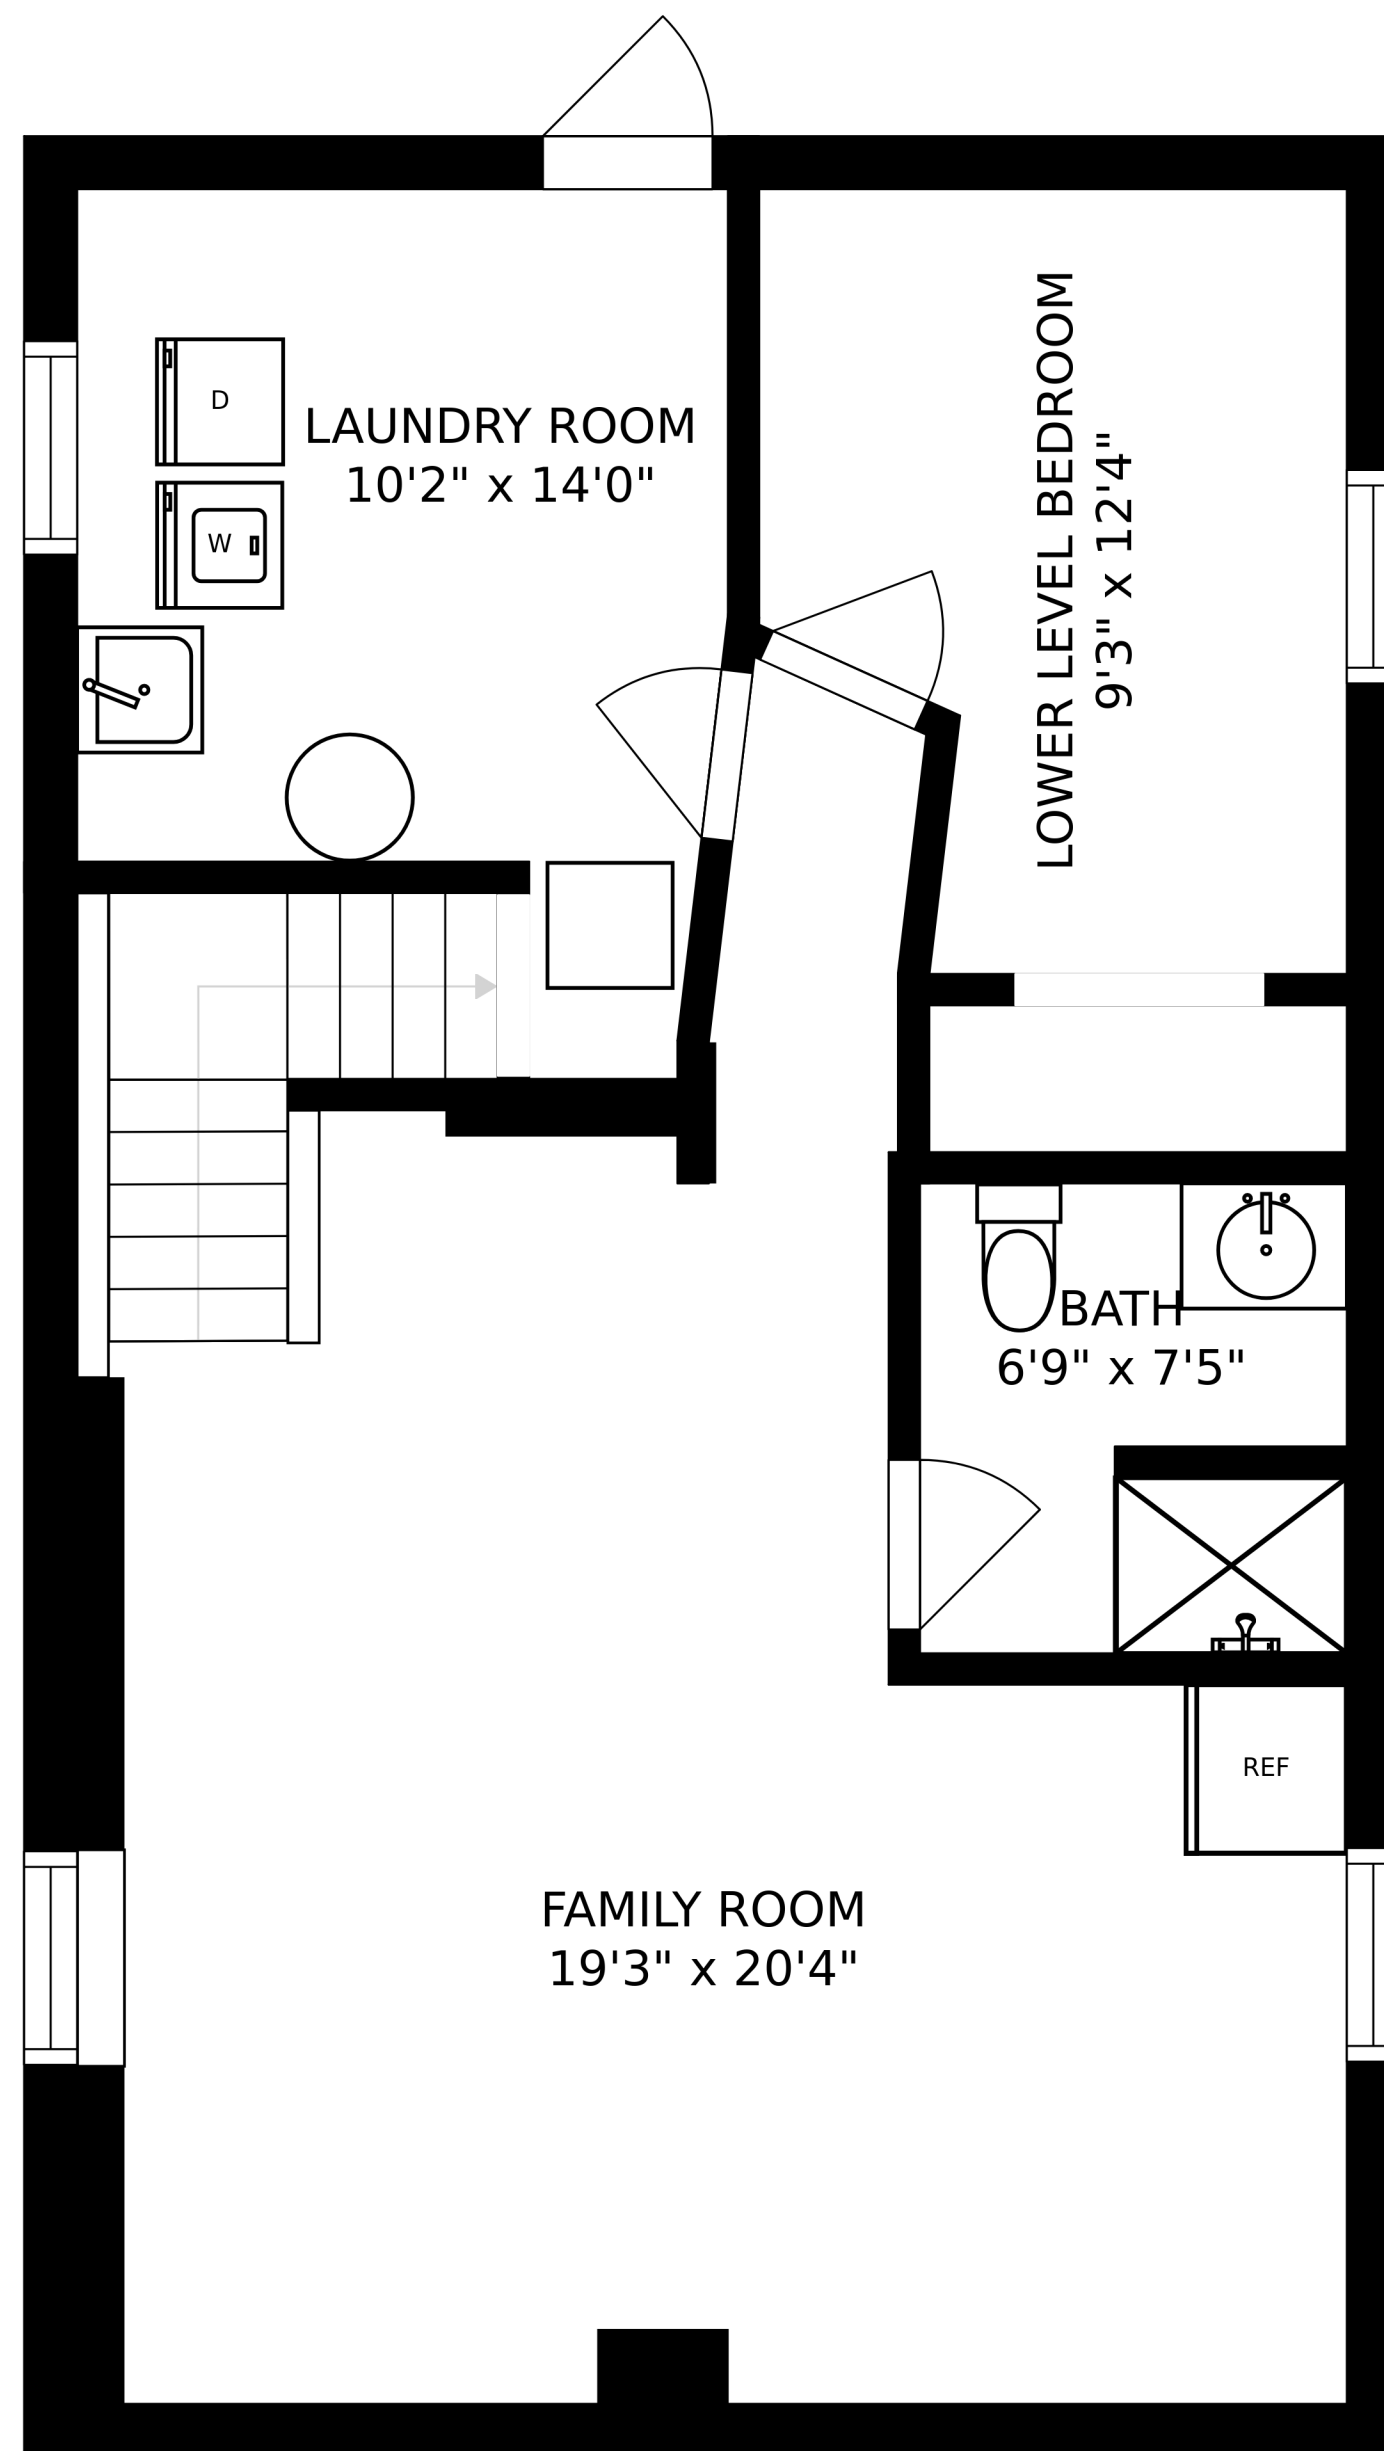 D
LAUNDRY ROOM
10'2" x 14'0"
W
LOWER LEVEL BEDROOM
9'3" x 12'4"
BATH
6'9" x 7'5"
REF
FAMILY ROOM
19'3" x 20'4"